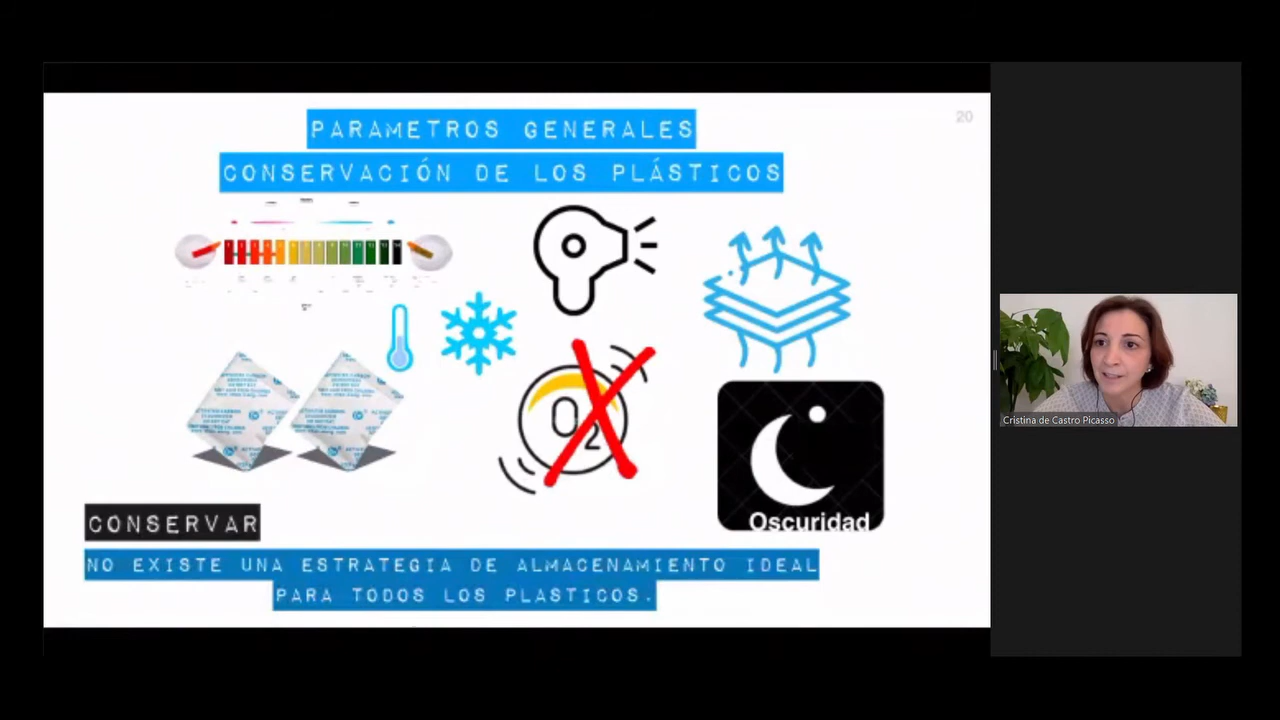 20
PARAMETROS GENERALES
CONSERVACIÓN DE LOS PLÁSTICOS
O2
Oscuridad
CONSERVAR
NO EXISTE UNA ESTRATEGIA DE ALMACENAMIENTO IDEAL
PARA TODOS LOS PLASTICOS.
Cristina de Castro Picasso